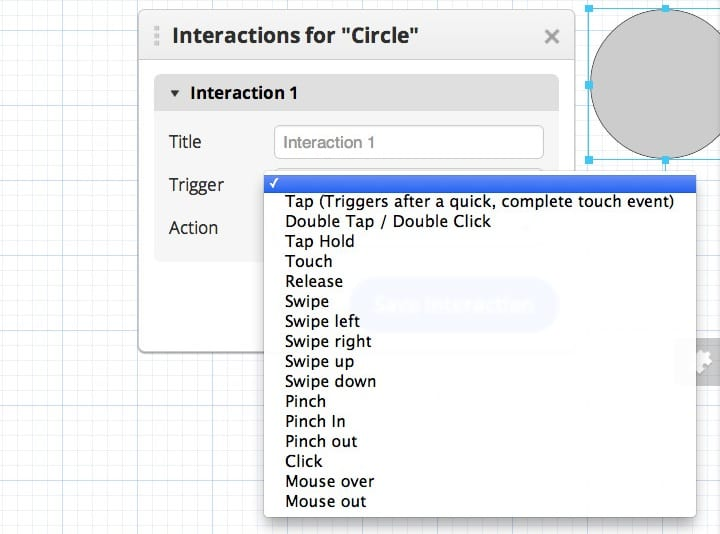 Interactions for "Circle"
Interaction 1
Title
Interaction 1
Trigger
Action
Tap (Triggers after a quick, complete touch event)
Double Tap / Double Click
Tap Hold
Touch
Release
Swipe
Swipe left
Swipe right
Swipe up
Swipe down
Pinch
Pinch In
Pinch out
Click
Mouse over
Mouse out
Save Interaction